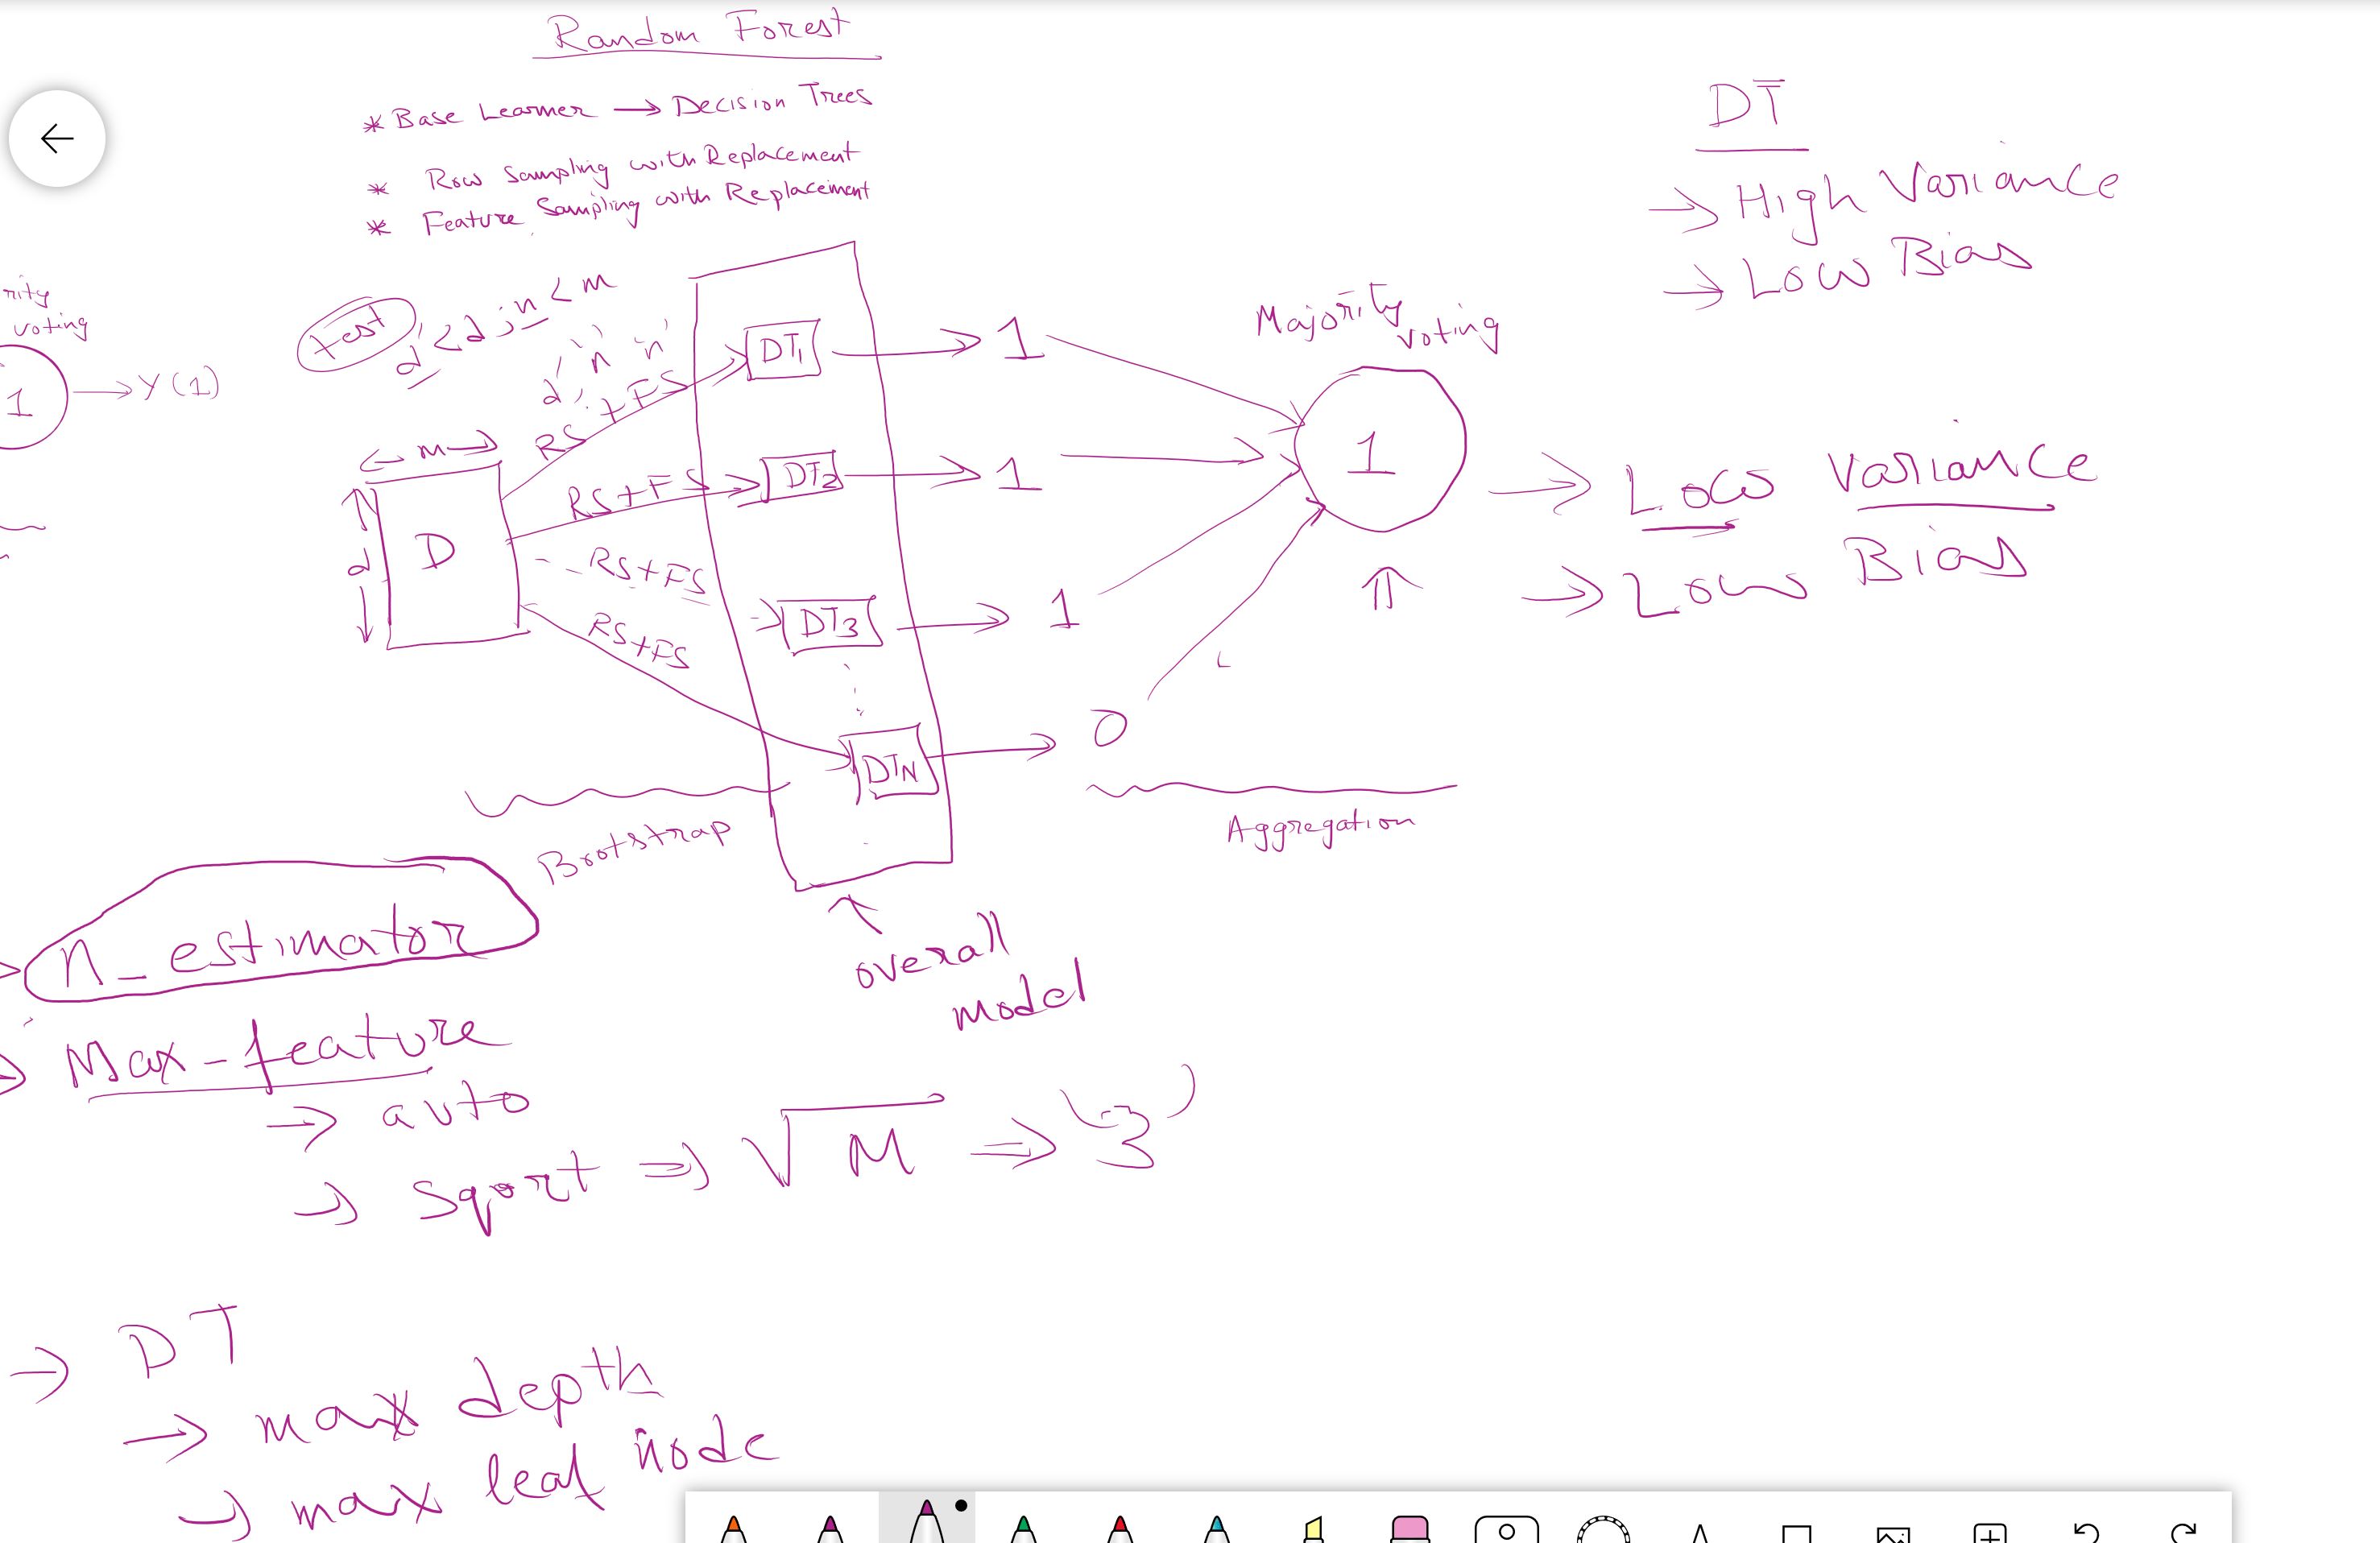 Random Forest
* Base Learner → Decision Trees
* Row Sampling with Replacement
* Feature Sampling with Replacement
DT
→ High Variance
→ Low Bias
rity
voting
1 → Y (1)
test
d' < d ; n < m
d', n
← m →
d
D
RS + FS
RS + FS
RS + FS
RS + FS
DT1 → 1
DT2 → 1
DT3 → 1
DTN → 0
Majority
voting
1
→ Low Variance
→ Low Bias
Bootstrap
Aggregation
overall
model
n_estimator
Max-feature
→ auto
→ Sqort ⇒ √M ⇒ 3
→ DT
→ max depth
→ max leaf node